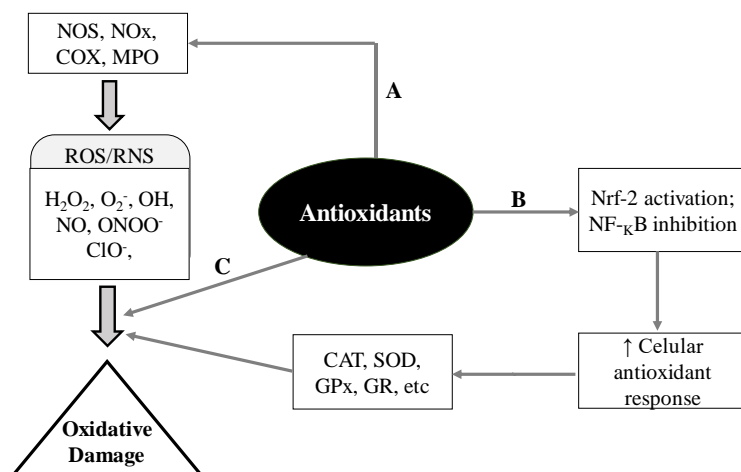 NOS, NOx,
COX, MPO
A
ROS/RNS
H₂O₂, O₂⁻, OH,
NO, ONOO⁻
ClO⁻,
Antioxidants
B
Nrf-2 activation;
NF-ₖB inhibition
C
CAT, SOD,
GPx, GR, etc
↑ Celular
antioxidant
response
Oxidative
Damage